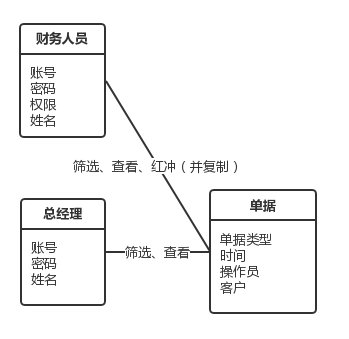 财务人员
账号
密码
权限
姓名
筛选、查看、红冲（并复制）
总经理
账号
密码
姓名
筛选、查看
单据
单据类型
时间
操作员
客户